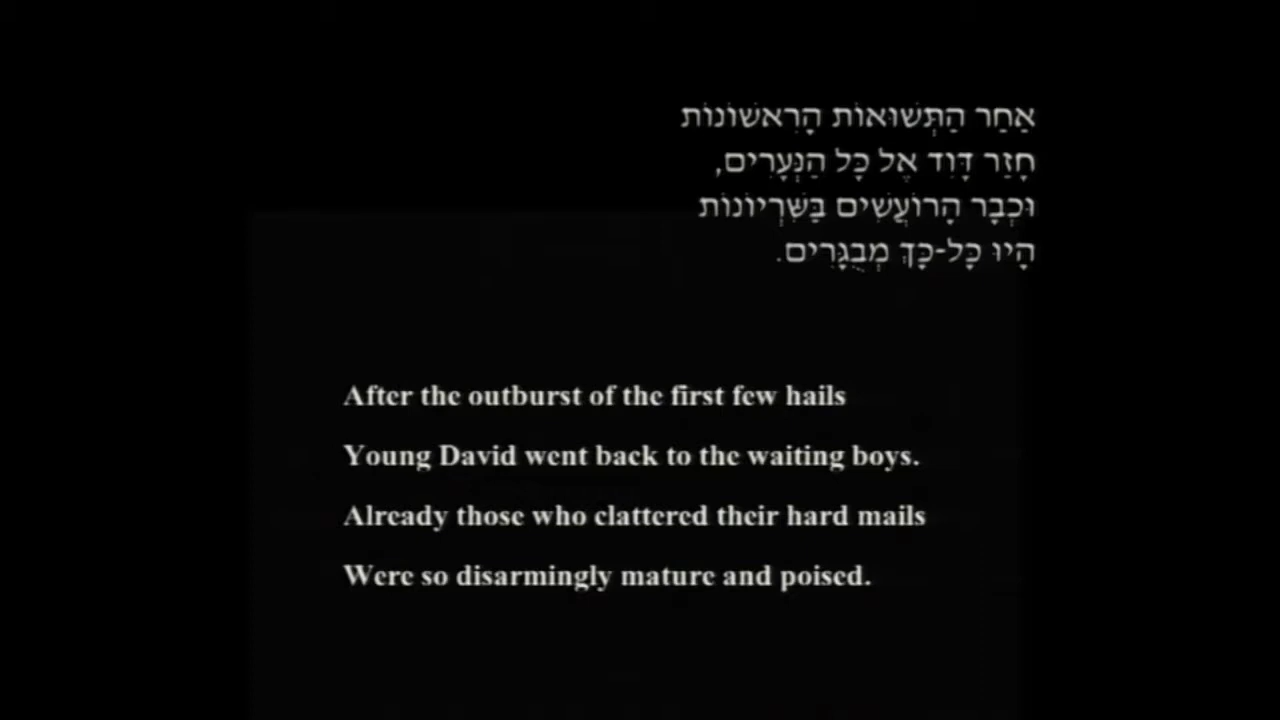 אַחַר הַתְּשׁוּאוֹת הָרִאשׁוֹנוֹת
חָזַר דָּוִד אֶל כָּל הַנְּעָרִים,
וּכְבָר הָרוֹעֲשִׁים בַּשִּׁרְיוֹנוֹת
הָיוּ כָּל-כָּךְ מְבֻגָּרִים.
After the outburst of the first few hails
Young David went back to the waiting boys.
Already those who clattered their hard mails
Were so disarmingly mature and poised.